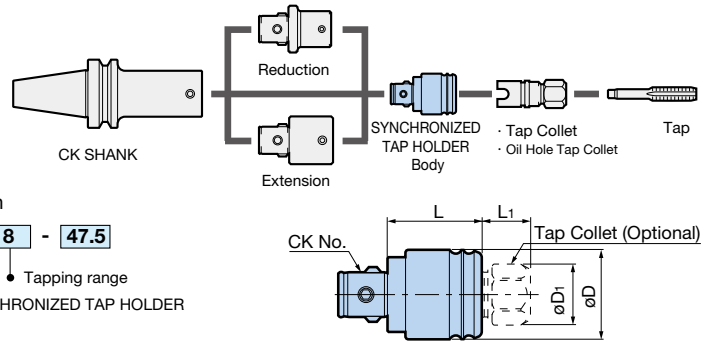 Reduction
CK SHANK
Extension
SYNCHRONIZED
TAP HOLDER
Body
· Tap Collet
· Oil Hole Tap Collet
Tap
8 - 47.5
Tapping range
HRONIZED TAP HOLDER
CK No.
L
L1
Tap Collet (Optional)
øD1
øD